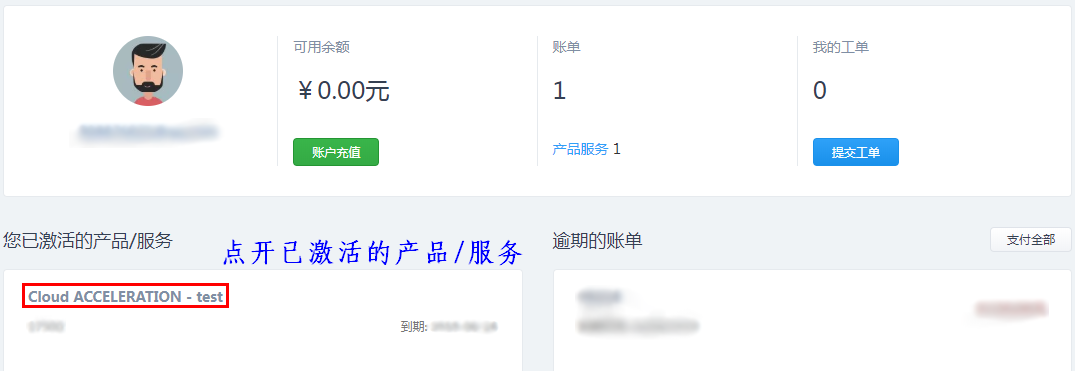 可用余额
¥ 0.00元
账户充值
账单
1
产品服务 1
我的工单
0
提交工单
您已激活的产品/服务
点开已激活的产品/服务
Cloud ACCELERATION - test
到期:
逾期的账单
支付全部